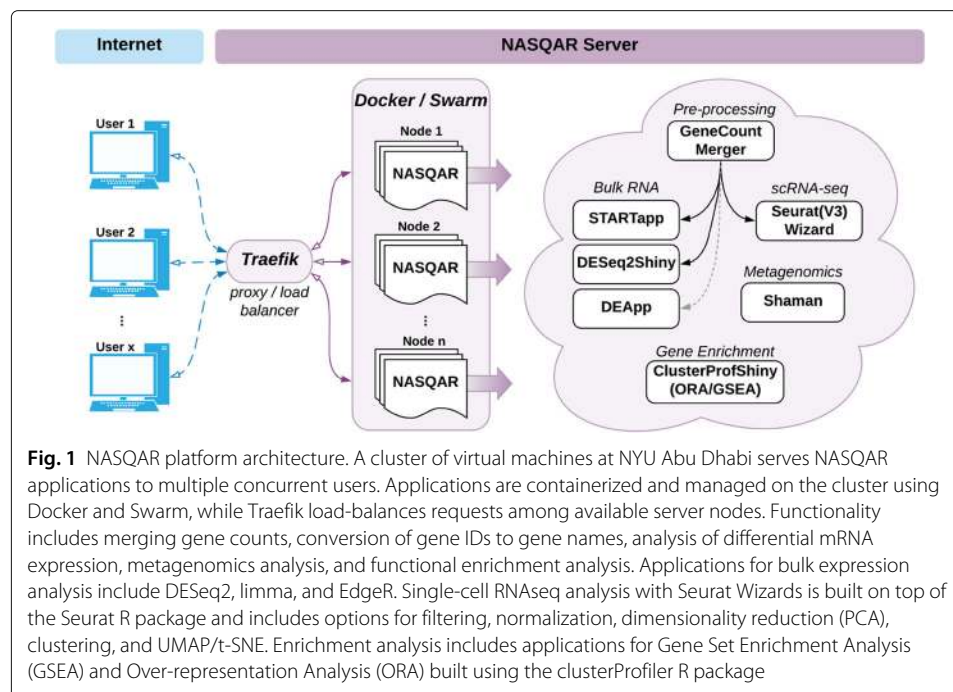 Internet
NASQAR Server
User 1
User 2
⋮
User x
Traefik
proxy / load
balancer
Docker / Swarm
Node 1
NASQAR
Node 2
NASQAR
⋮
Node n
NASQAR
Pre-processing
GeneCount
Merger
Bulk RNA
STARTapp
DESeq2Shiny
DEApp
scRNA-seq
Seurat(V3)
Wizard
Metagenomics
Shaman
Gene Enrichment
ClusterProfShiny
(ORA/GSEA)
Fig. 1 NASQAR platform architecture. A cluster of virtual machines at NYU Abu Dhabi serves NASQAR
applications to multiple concurrent users. Applications are containerized and managed on the cluster using
Docker and Swarm, while Traefik load-balances requests among available server nodes. Functionality
includes merging gene counts, conversion of gene IDs to gene names, analysis of differential mRNA
expression, metagenomics analysis, and functional enrichment analysis. Applications for bulk expression
analysis include DESeq2, limma, and EdgeR. Single-cell RNAseq analysis with Seurat Wizards is built on top of
the Seurat R package and includes options for filtering, normalization, dimensionality reduction (PCA),
clustering, and UMAP/t-SNE. Enrichment analysis includes applications for Gene Set Enrichment Analysis
(GSEA) and Over-representation Analysis (ORA) built using the clusterProfiler R package